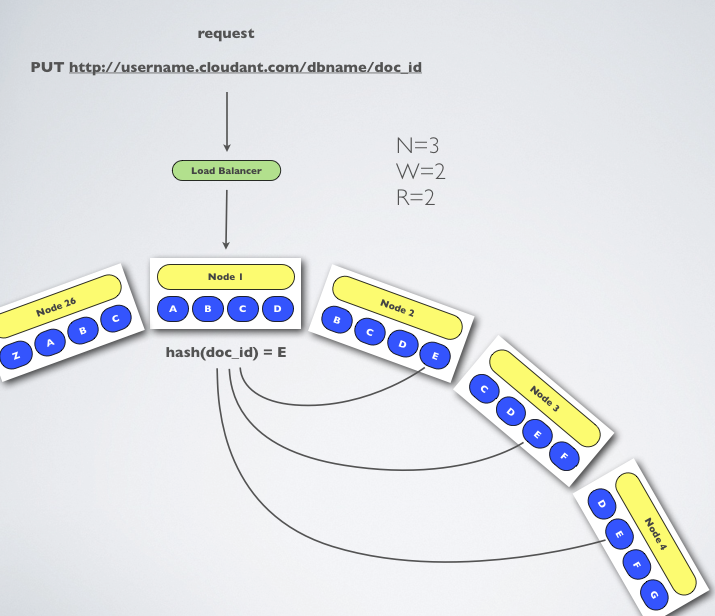 request
PUT http://username.cloudant.com/dbname/doc_id
N=3
W=2
R=2
Load Balancer
Node 26
Z A B C
Node 1
A B C D
Node 2
B C D E
hash(doc_id) = E
Node 3
C D E F
Node 4
D E F G